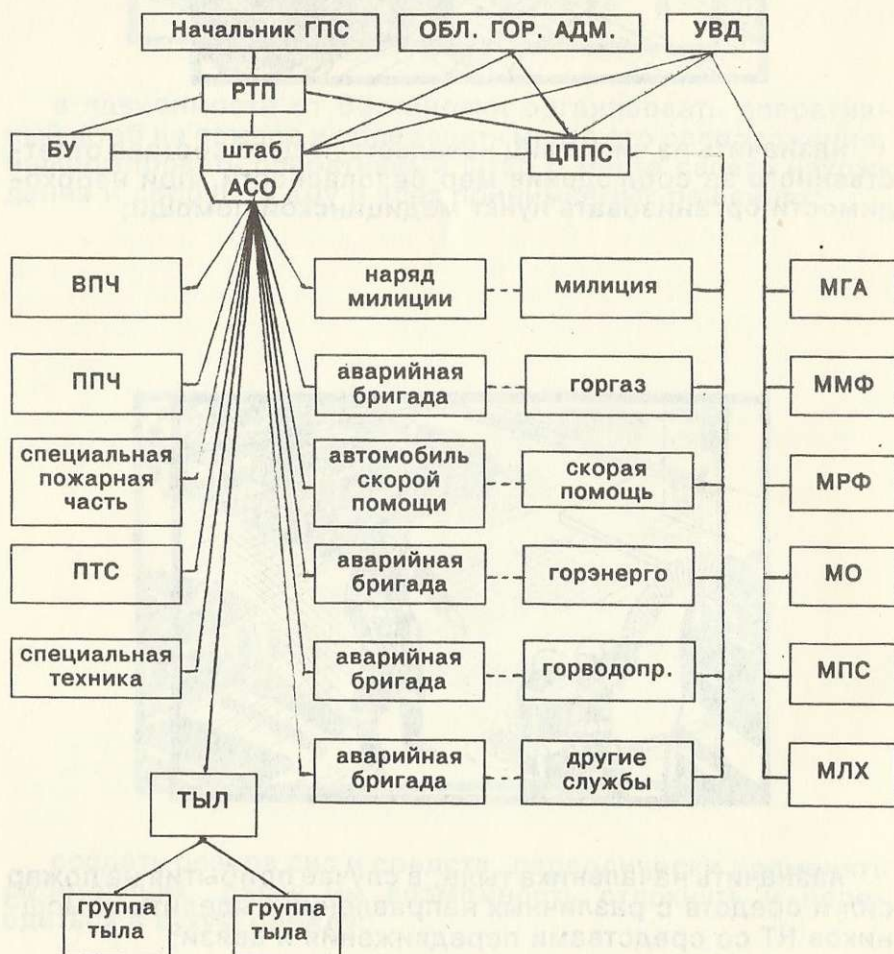 Начальник ГПС
ОБЛ. ГОР. АДМ.
УВД
РТП
БУ
штаб
ЦППС
АСО
ВПЧ
наряд
милиции
милиция
МГА
ППЧ
аварийная
бригада
горгаз
ММФ
специальная
пожарная
часть
автомобиль
скорой
помощи
скорая
помощь
МРФ
ПТС
аварийная
бригада
горэнерго
МО
специальная
техника
аварийная
бригада
горводопр.
МПС
аварийная
бригада
другие
службы
МЛХ
ТЫЛ
группа
тыла
группа
тыла